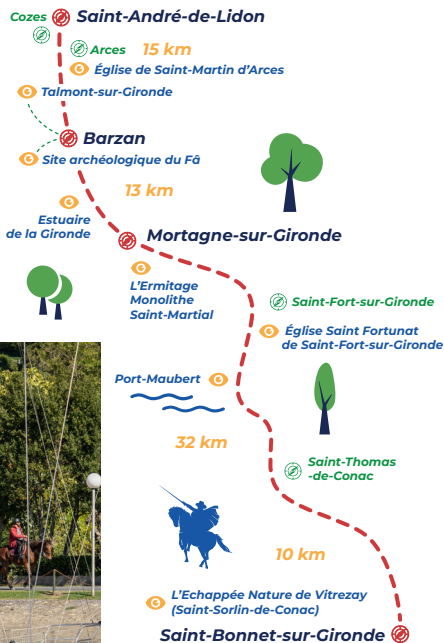 Cozes
Saint-André-de-Lidon
Arces
15 km
Église de Saint-Martin d'Arces
Talmont-sur-Gironde
Barzan
Site archéologique du Fâ
13 km
Estuaire
de la Gironde
Mortagne-sur-Gironde
L'Ermitage
Monolithe
Saint-Martial
Saint-Fort-sur-Gironde
Église Saint Fortunat
de Saint-Fort-sur-Gironde
Port-Maubert
32 km
Saint-Thomas
-de-Conac
10 km
L'Echappée Nature de Vitrezay
(Saint-Sorlin-de-Conac)
Saint-Bonnet-sur-Gironde